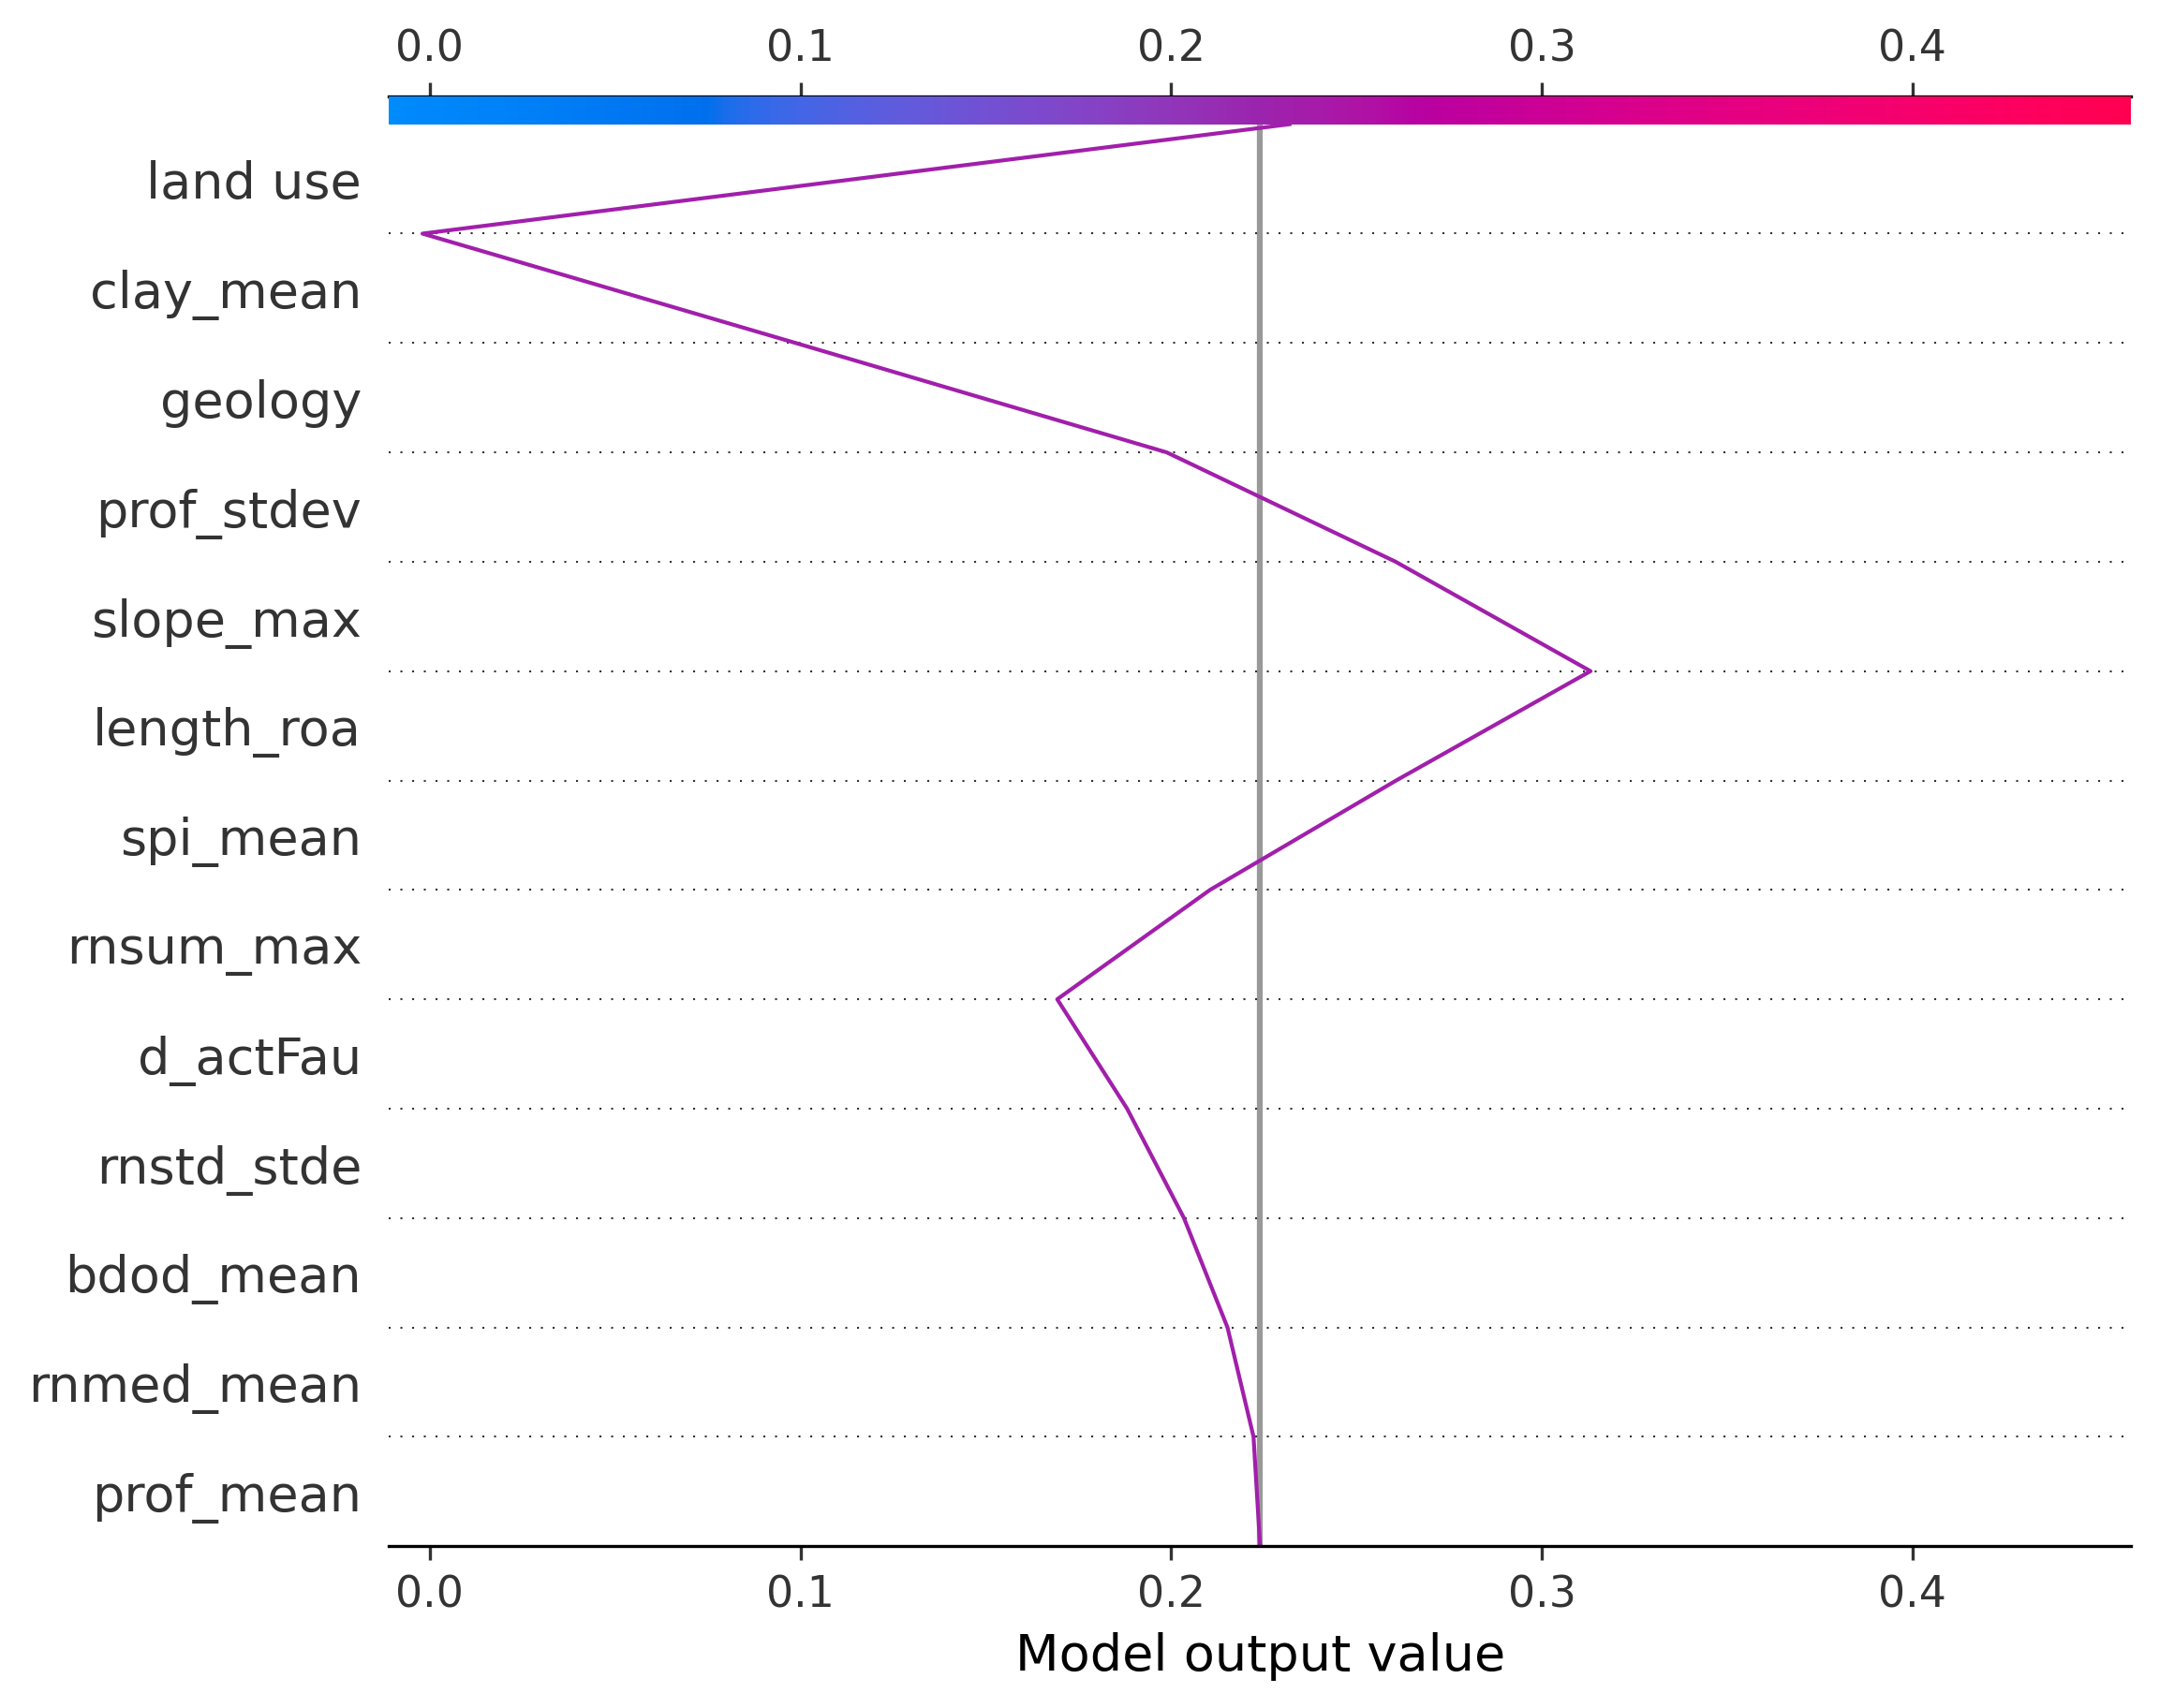 0.0 0.1 0.2 0.3 0.4
land use
clay_mean
geology
prof_stdev
slope_max
length_roa
spi_mean
rnsum_max
d_actFau
rnstd_stde
bdod_mean
rnmed_mean
prof_mean
0.0 0.1 0.2 0.3 0.4
Model output value